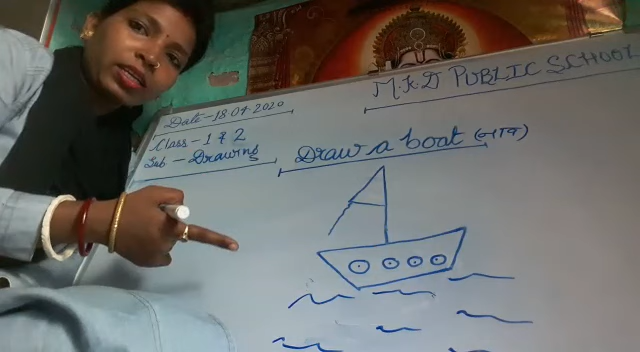 M.K.D PUBLIC SCHOOL
Date-18 04 2020
Class-1 & 2
Sub - Drawing
Draw a boat (नाव)